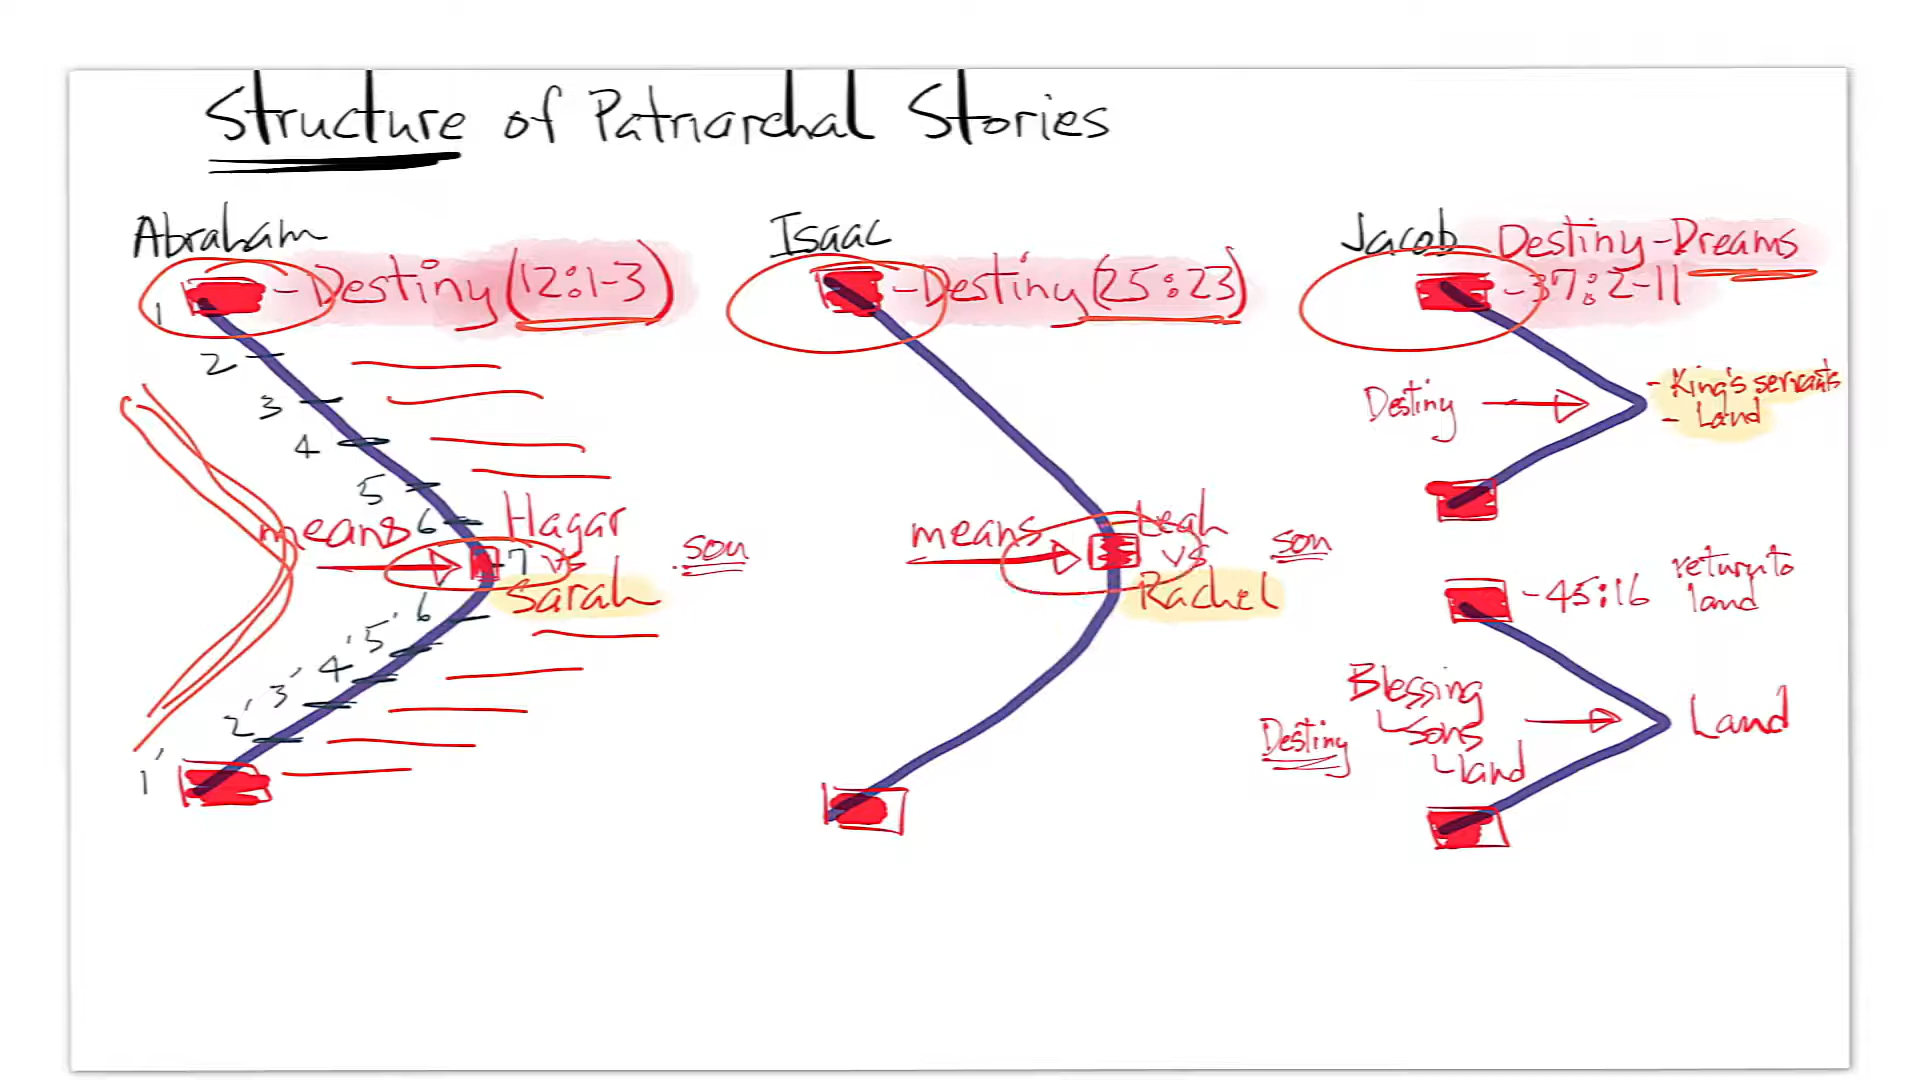 Structure of Patriarchal Stories
Abraham
- Destiny (12:1-3)
1
2
3
4
5
6
means
7
Hagar
vs
Sarah
son
6'
5'
4'
3'
2'
1'
Isaac
- Destiny (25:23)
means
Leah
vs
Rachel
son
Jacob
Destiny-Dreams
- 37:2-11
Destiny
- King's servants
- Land
- 45:16
return to
land
Blessing
sons
land
Destiny
Land